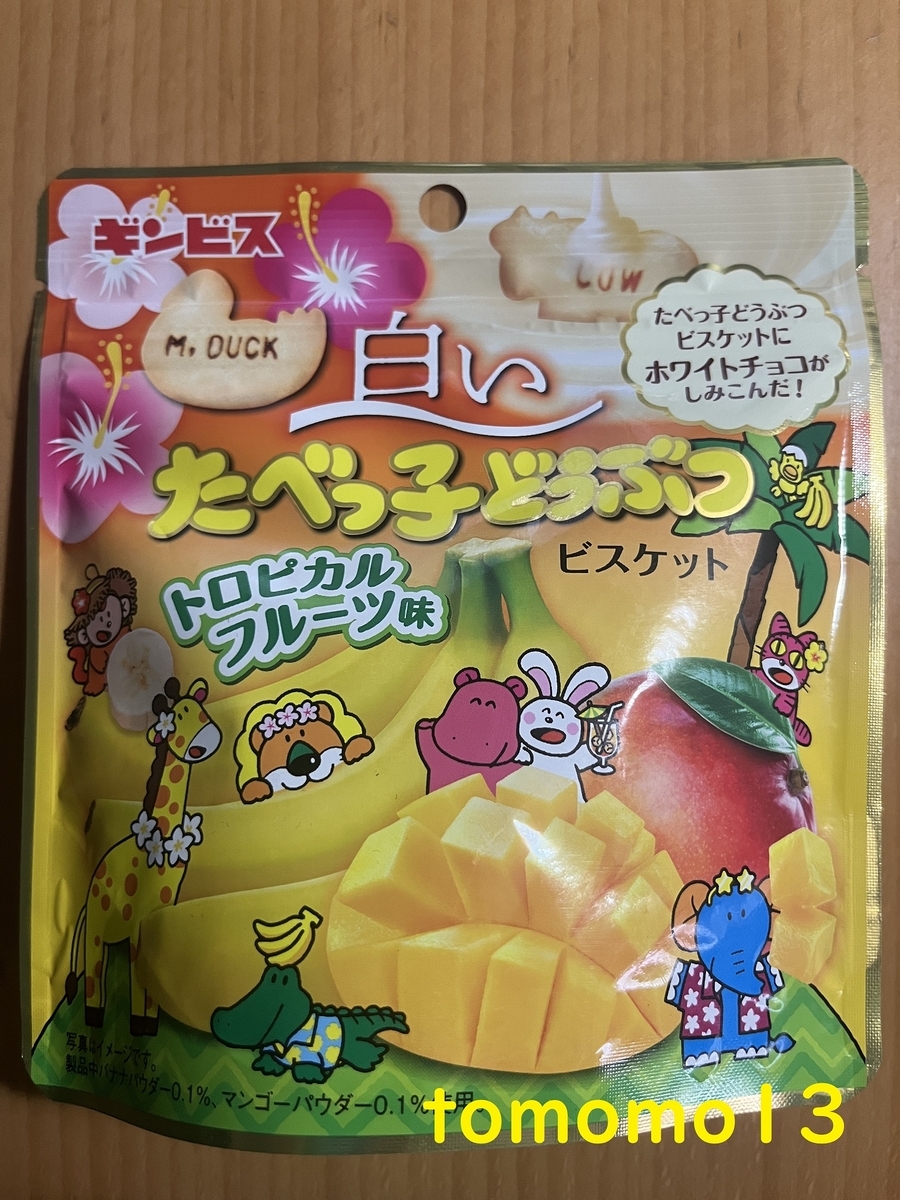 ギンビス
M. DUCK
COW
白い
たべっ子どうぶつ
ビスケットに
ホワイトチョコが
しみこんだ！
たべっ子どうぶつ
ビスケット
トロピカル
フルーツ味
写真はイメージです。
製品中バナナパウダー0.1%、マンゴーパウダー0.1%使用。
tomomo13